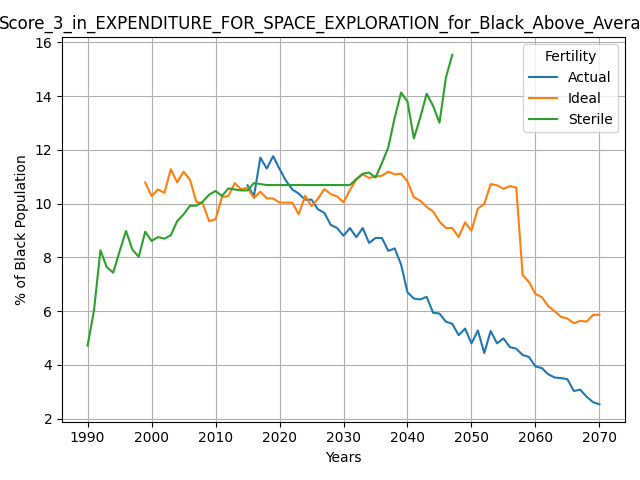 Score_3_in_EXPENDITURE_FOR_SPACE_EXPLORATION_for_Black_Above_Avera
% of Black Population
16
14
12
10
8
6
4
2
Fertility
Actual
Ideal
Sterile
1990 2000 2010 2020 2030 2040 2050 2060 2070
Years